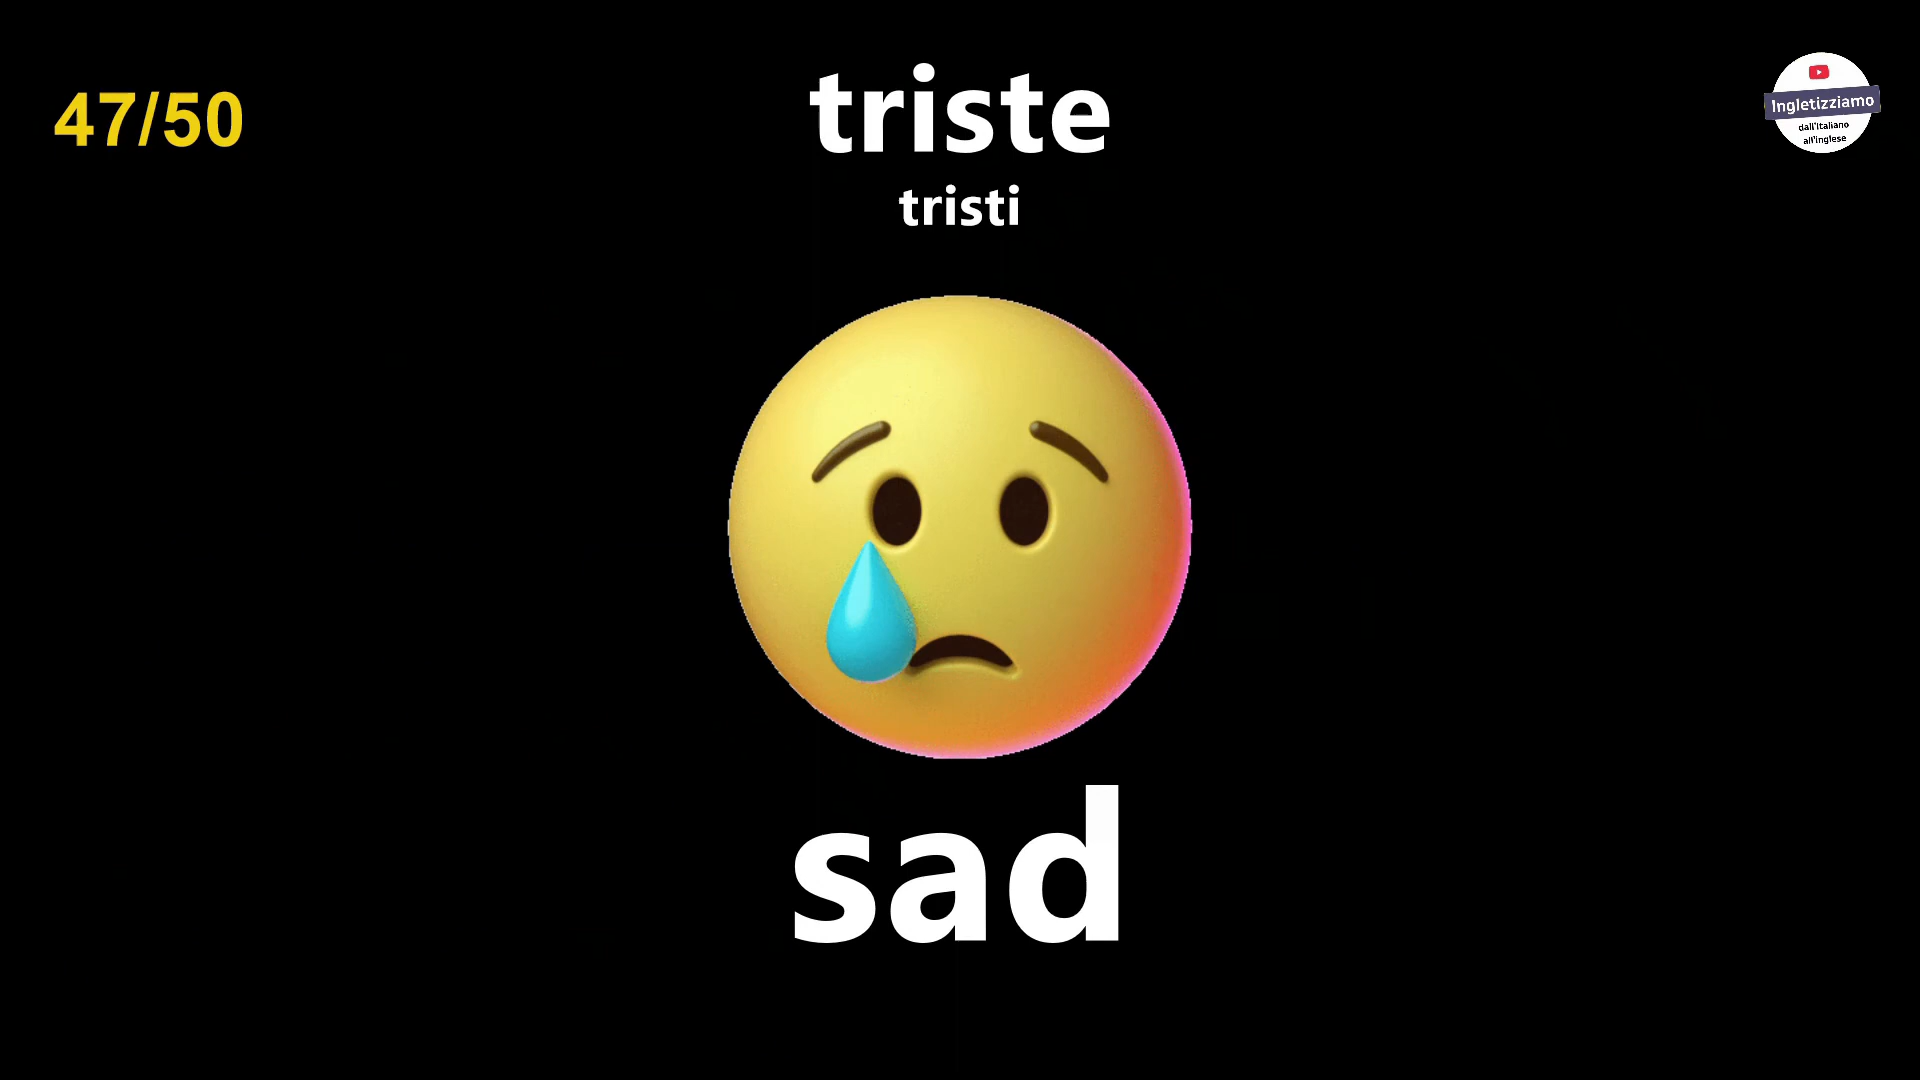 47/50
triste
tristi
Ingletizziamo
dall'italiano
all'inglese
sad